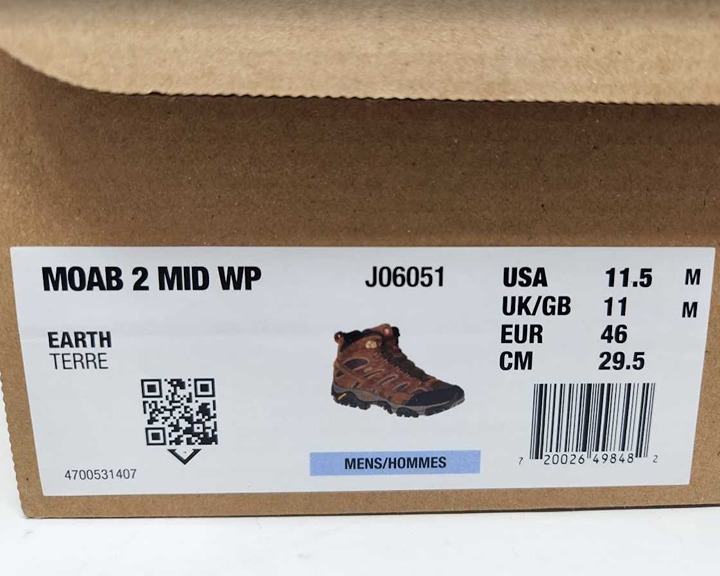 MOAB 2 MID WP
J06051
EARTH
TERRE
4700531407
MENS/HOMMES
USA 11.5 M
UK/GB 11 M
EUR 46
CM 29.5
7 20026 49848 2